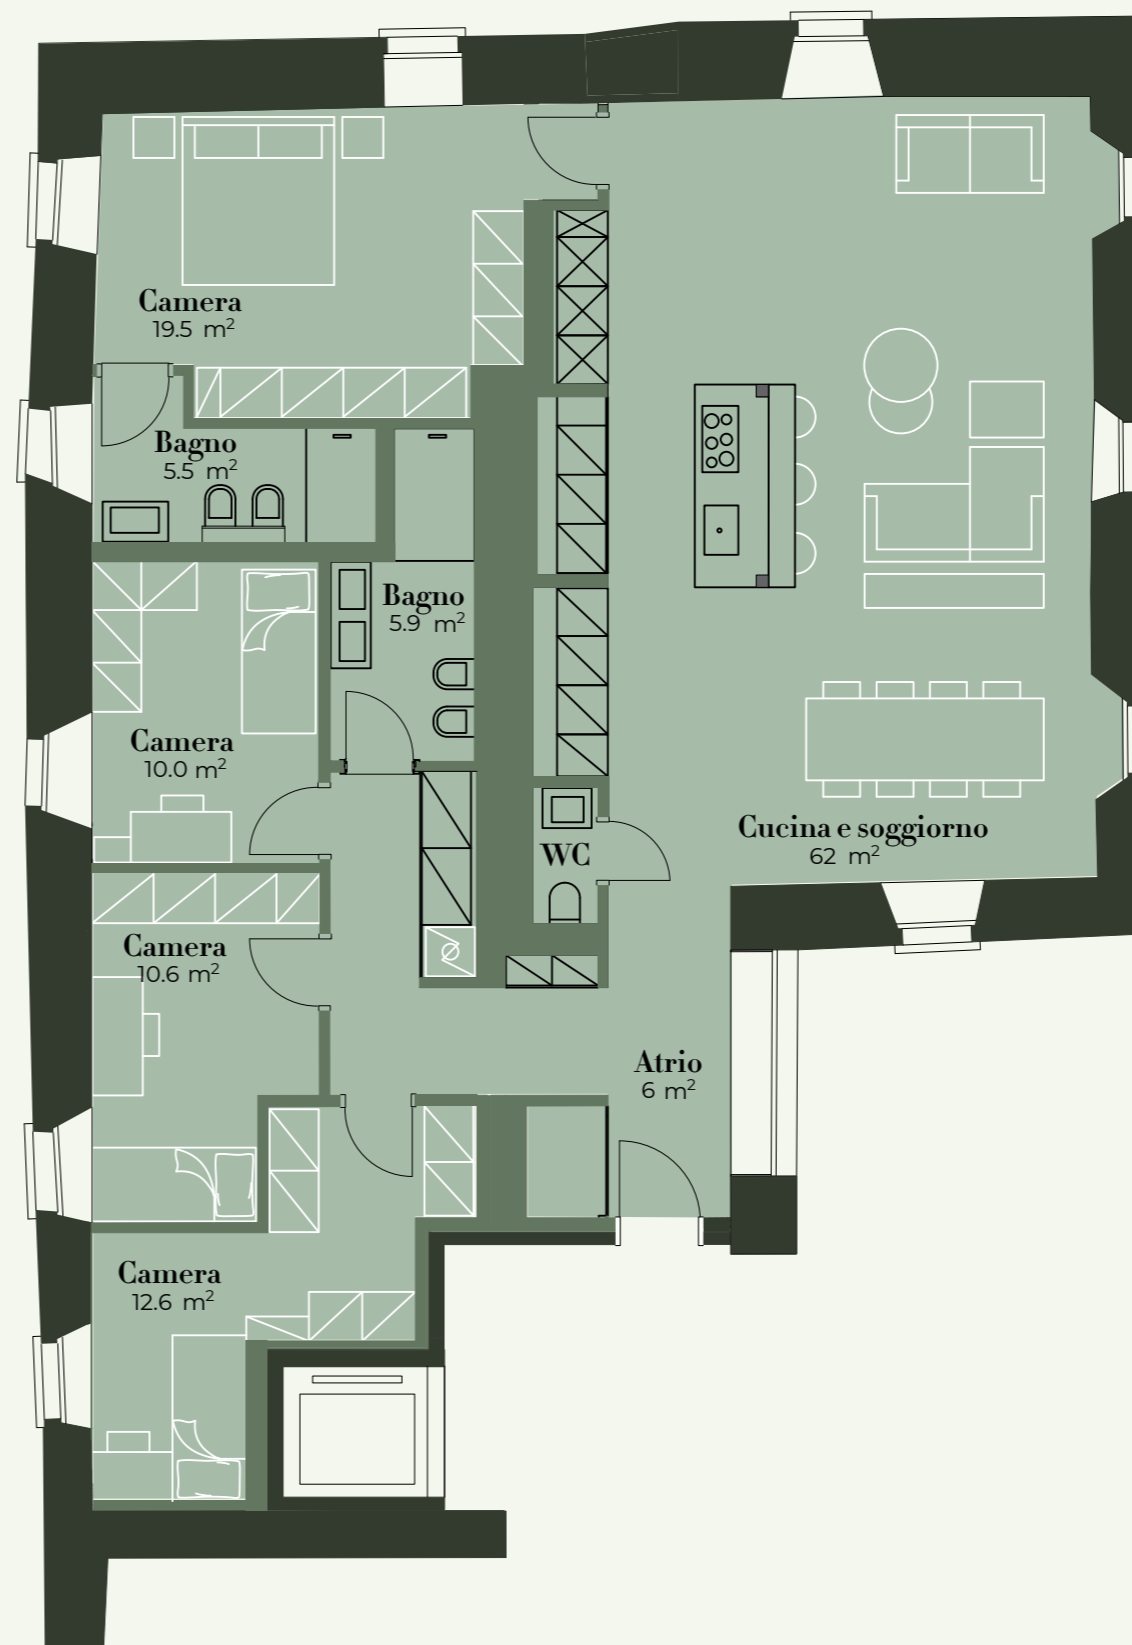 Camera
19.5 m²
Bagno
5.5 m²
Bagno
5.9 m²
Camera
10.0 m²
Cucina e soggiorno
62 m²
WC
Camera
10.6 m²
Atrio
6 m²
Camera
12.6 m²